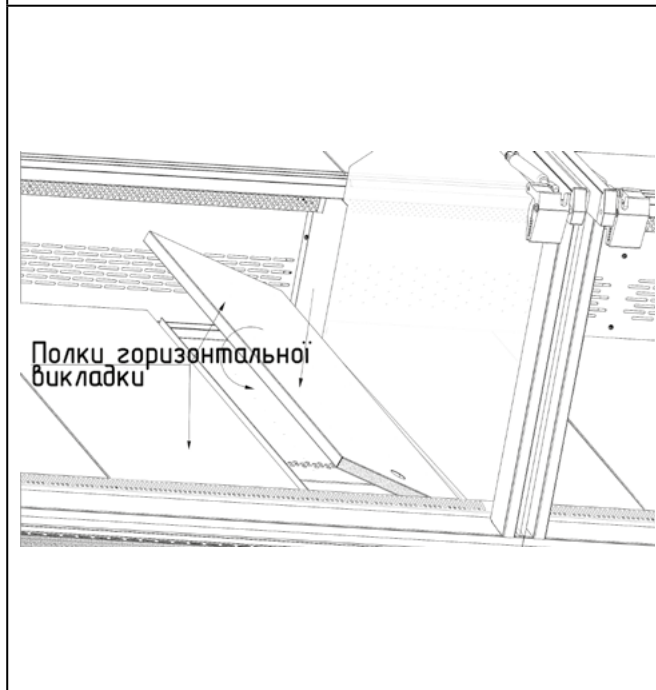 Полки горизонтальної
викладки